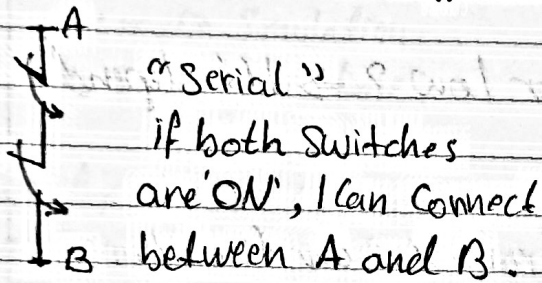 A
"Serial"
if both switches
are 'ON', I can connect
B between A and B.